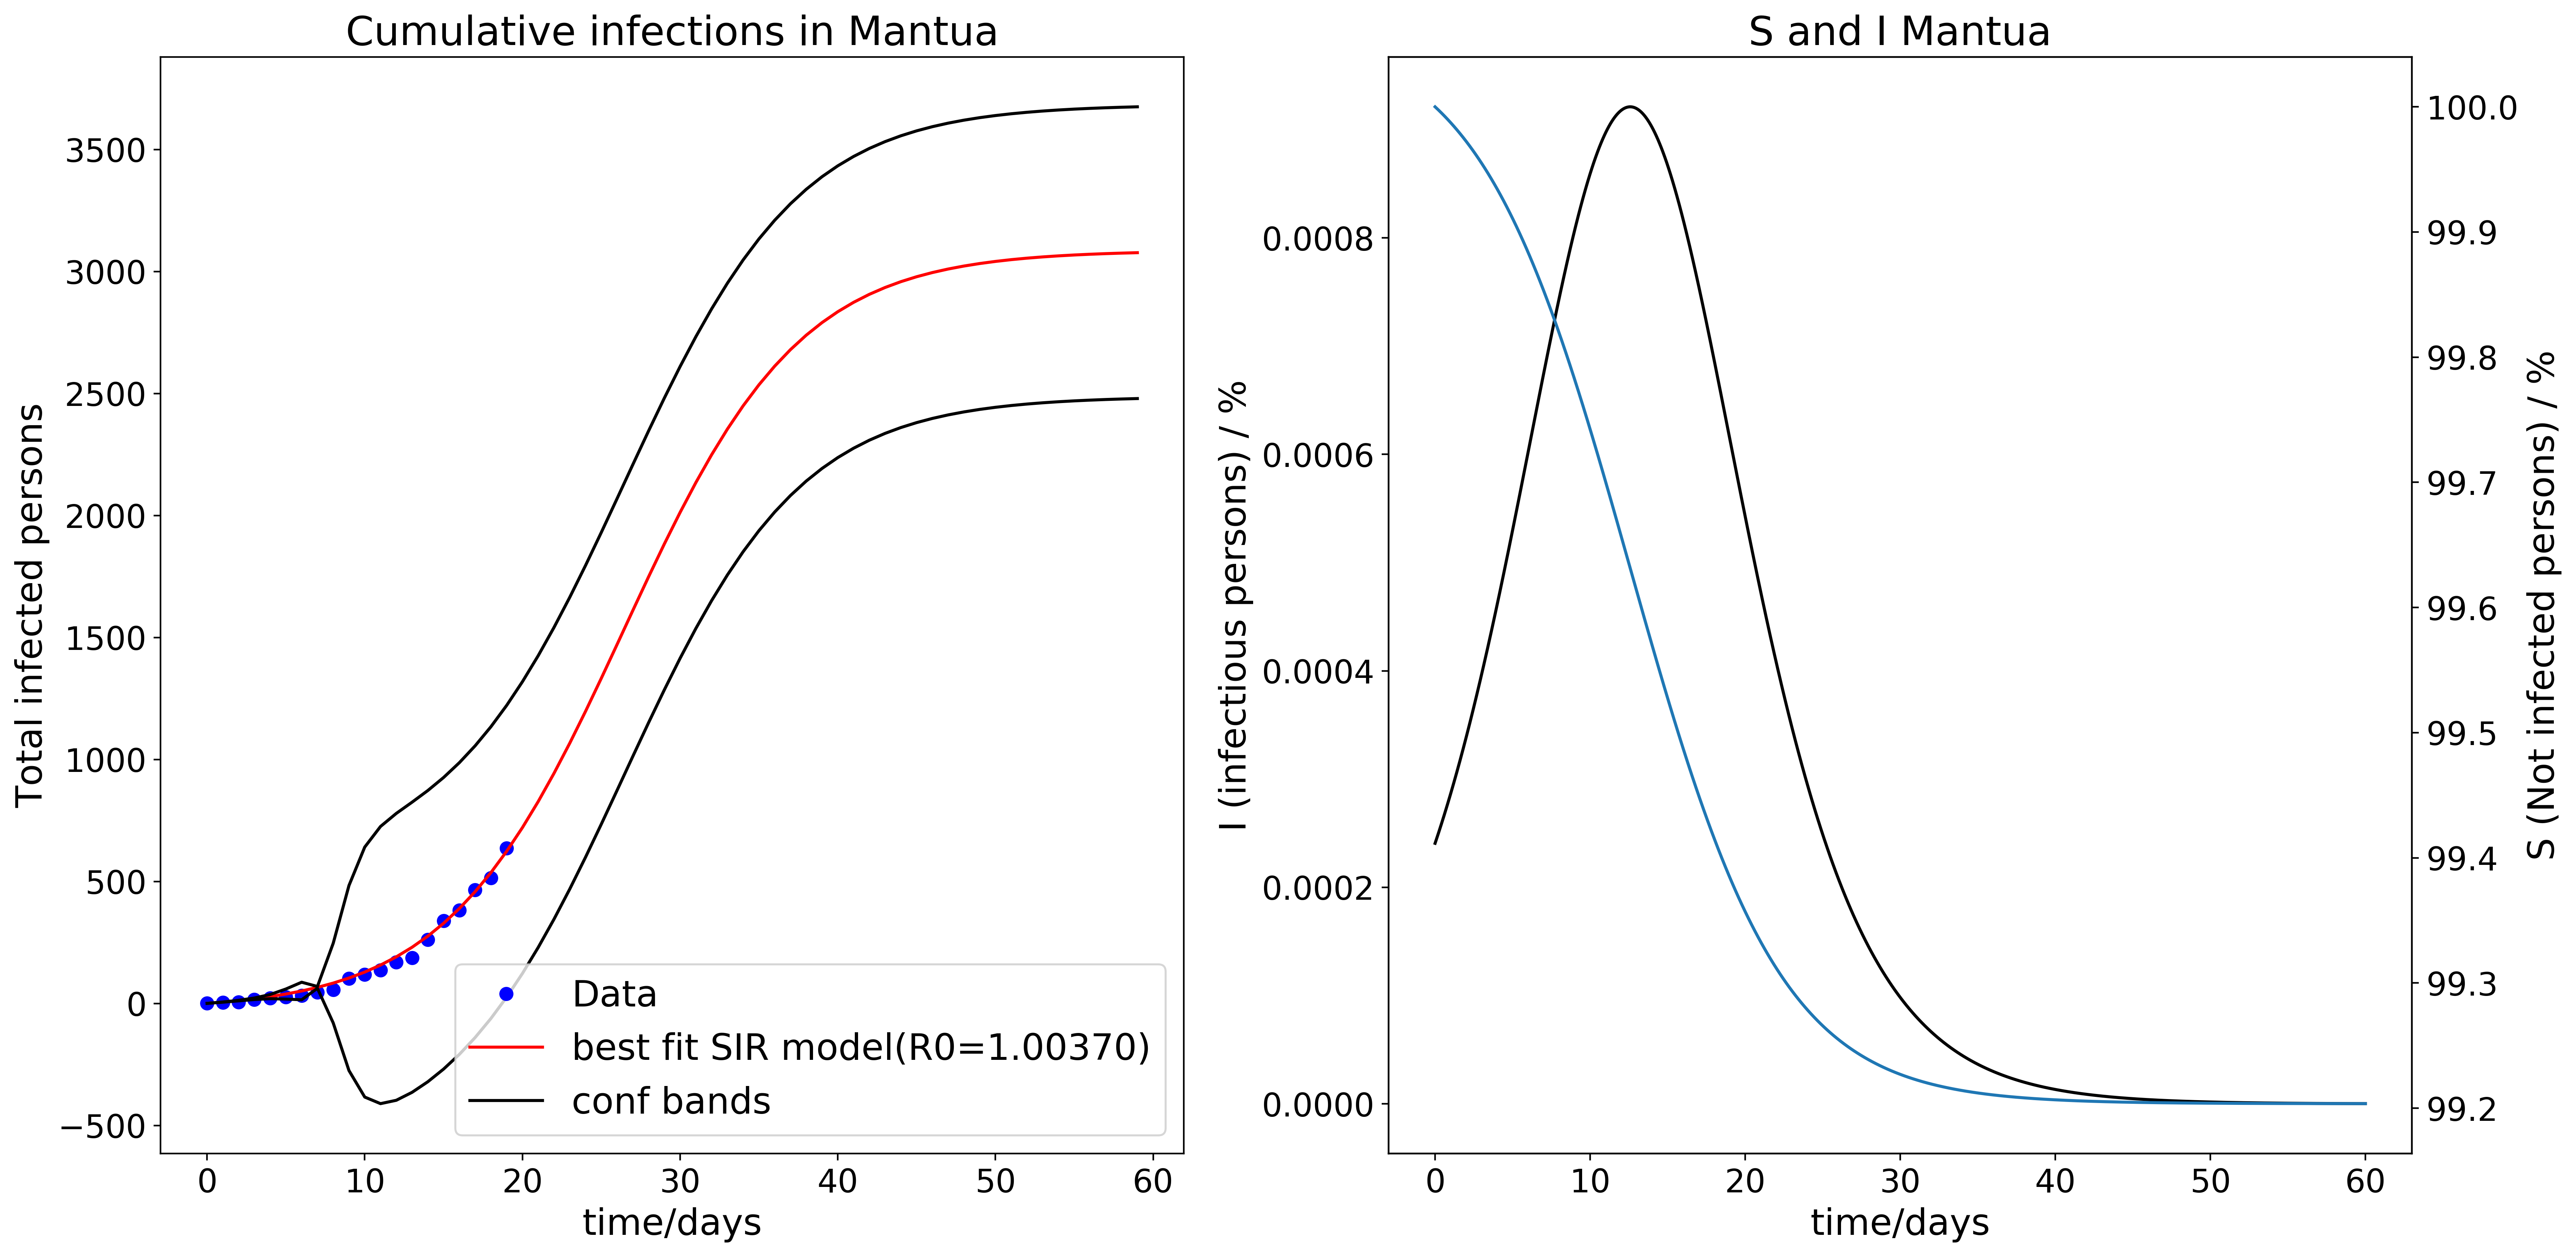 Cumulative infections in Mantua
Total infected persons
3500
3000
2500
2000
1500
1000
500
0
−500
0 10 20 30 40 50 60
time/days
Data
best fit SIR model(R0=1.00370)
conf bands
S and I Mantua
I (infectious persons) / %
0.0008
0.0006
0.0004
0.0002
0.0000
0 10 20 30 40 50 60
time/days
100.0
99.9
99.8
99.7
99.6
99.5
99.4
99.3
99.2
S (Not infected persons) / %